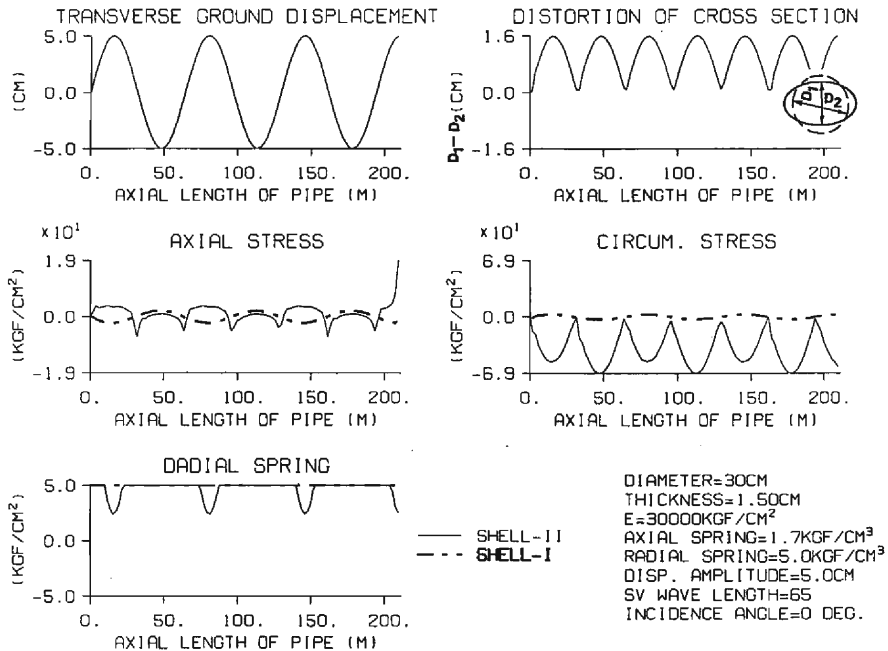 TRANSVERSE GROUND DISPLACEMENT
5.0
0.0
-5.0
(CM)
0. 50. 100. 150. 200.
AXIAL LENGTH OF PIPE (M)
DISTORTION OF CROSS SECTION
1.6
0.0
-1.6
D1-D2(CM)
D1
D2
0. 50. 100. 150. 200.
AXIAL LENGTH OF PIPE (M)
×10¹
AXIAL STRESS
1.9
0.0
-1.9
(KGF/CM²)
0. 50. 100. 150. 200.
AXIAL LENGTH OF PIPE (M)
×10¹
CIRCUM. STRESS
6.9
0.0
-6.9
(KGF/CM²)
0. 50. 100. 150. 200.
AXIAL LENGTH OF PIPE (M)
DADIAL SPRING
5.0
0.0
-5.0
(KGF/CM²)
0. 50. 100. 150. 200.
AXIAL LENGTH OF PIPE (M)
SHELL-II
SHELL-I
DIAMETER=30CM
THICKNESS=1.50CM
E=30000KGF/CM²
AXIAL SPRING=1.7KGF/CM³
RADIAL SPRING=5.0KGF/CM³
DISP. AMPLITUDE=5.0CM
SV WAVE LENGTH=65
INCIDENCE ANGLE=0 DEG.